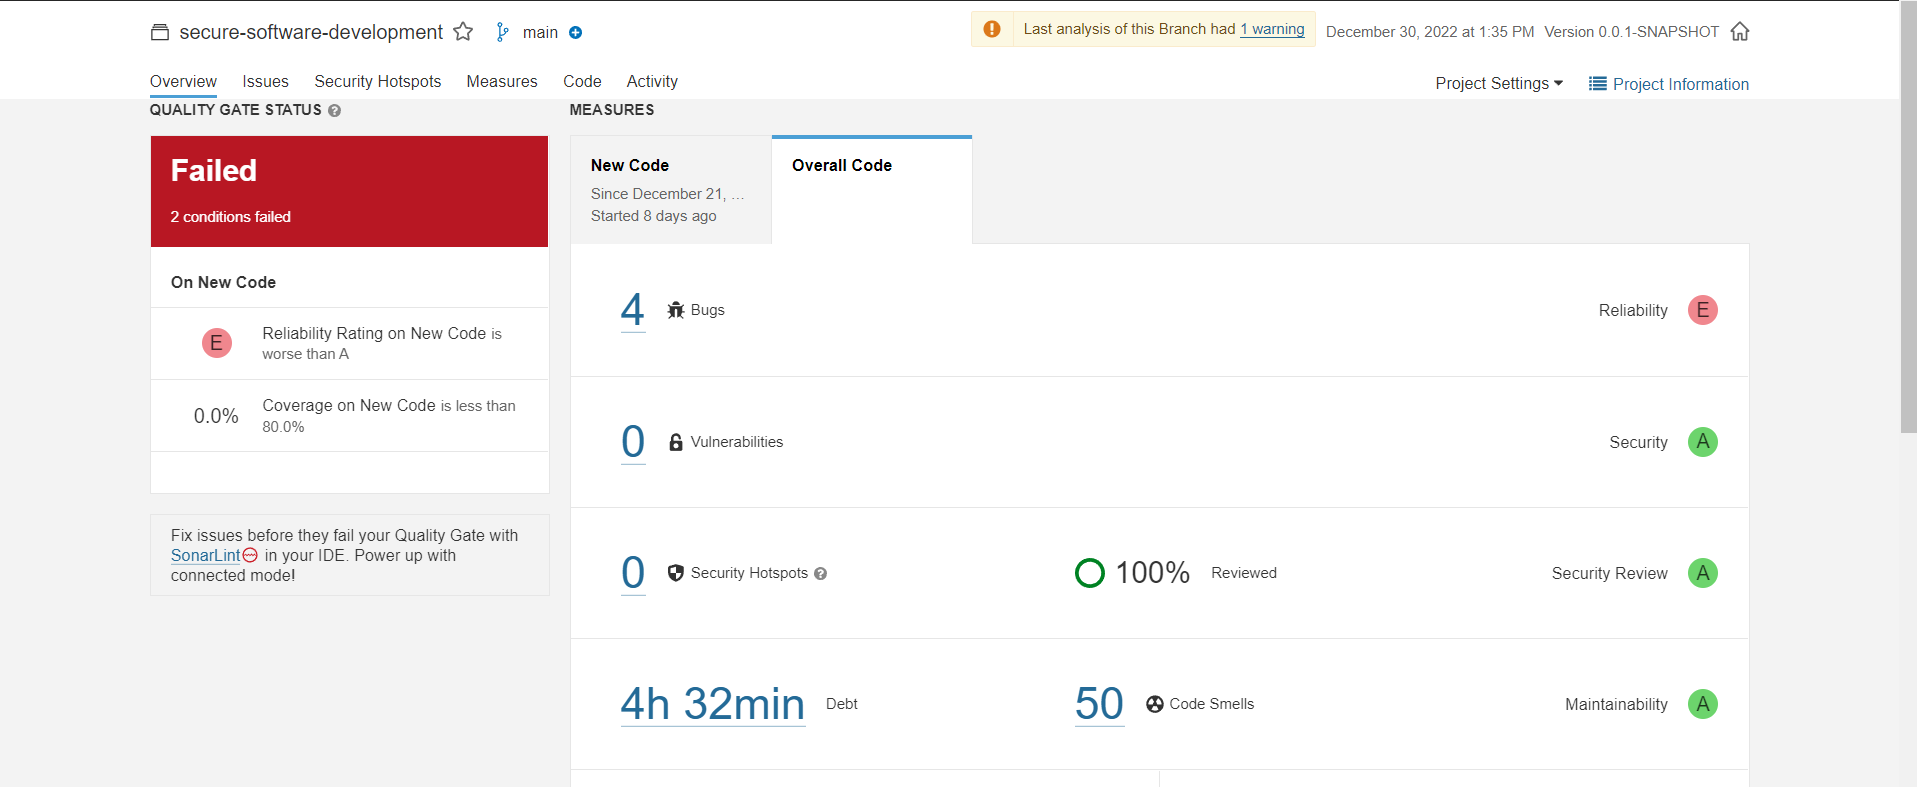 secure-software-development main
Last analysis of this Branch had 1 warning December 30, 2022 at 1:35 PM Version 0.0.1-SNAPSHOT
Overview Issues Security Hotspots Measures Code Activity
Project Settings Project Information
QUALITY GATE STATUS ?
Failed
2 conditions failed
On New Code
E Reliability Rating on New Code is
worse than A
0.0% Coverage on New Code is less than
80.0%
Fix issues before they fail your Quality Gate with
SonarLint in your IDE. Power up with
connected mode!
MEASURES
New Code
Since December 21, ...
Started 8 days ago
Overall Code
4 Bugs Reliability E
0 Vulnerabilities Security A
0 Security Hotspots ? 100% Reviewed Security Review A
4h 32min Debt 50 Code Smells Maintainability A